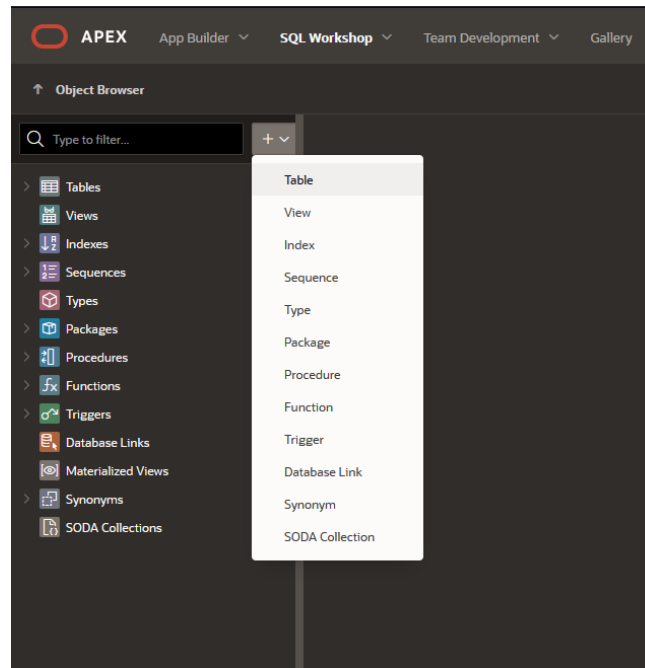 APEX App Builder SQL Workshop Team Development Gallery
Object Browser
Type to filter...
Tables
Views
Indexes
Sequences
Types
Packages
Procedures
Functions
Triggers
Database Links
Materialized Views
Synonyms
SODA Collections
Table
View
Index
Sequence
Type
Package
Procedure
Function
Trigger
Database Link
Synonym
SODA Collection